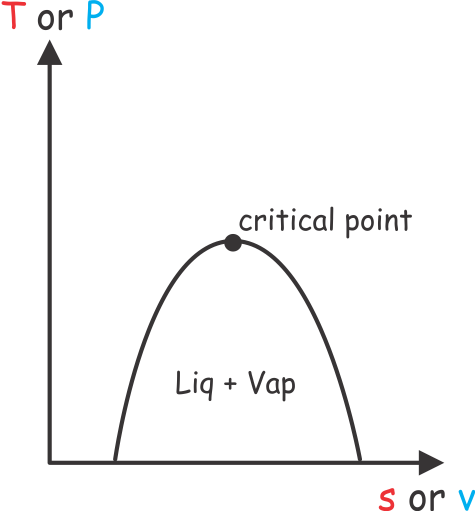 T or P
critical point
Liq + Vap
s or v